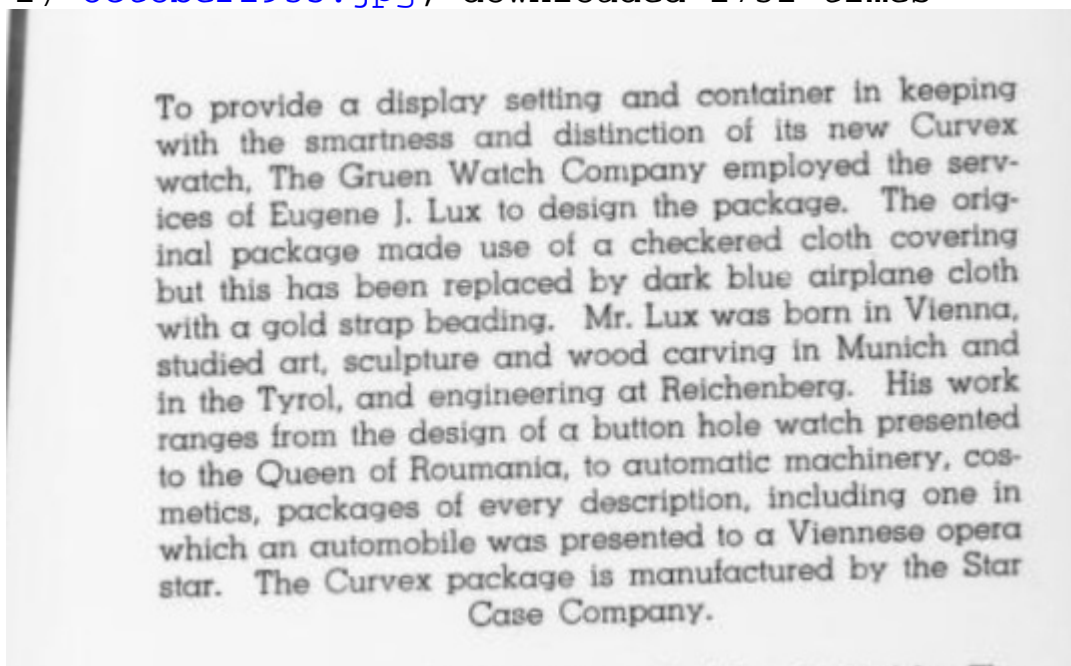 To provide a display setting and container in keeping
with the smartness and distinction of its new Curvex
watch, The Gruen Watch Company employed the serv-
ices of Eugene J. Lux to design the package. The orig-
inal package made use of a checkered cloth covering
but this has been replaced by dark blue airplane cloth
with a gold strap beading. Mr. Lux was born in Vienna,
studied art, sculpture and wood carving in Munich and
in the Tyrol, and engineering at Reichenberg. His work
ranges from the design of a button hole watch presented
to the Queen of Roumania, to automatic machinery, cos-
metics, packages of every description, including one in
which an automobile was presented to a Viennese opera
star. The Curvex package is manufactured by the Star
Case Company.